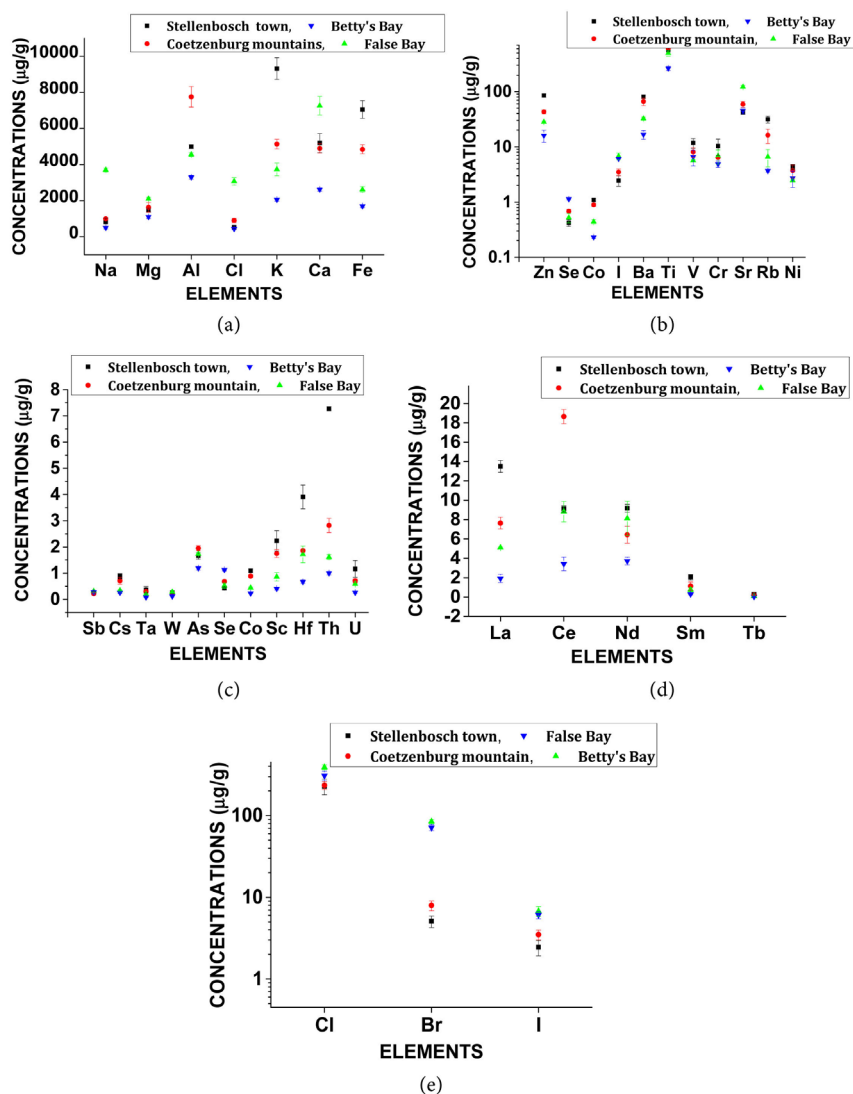 Stellenbosch town, Betty's Bay
Coetzenburg mountains, False Bay
10000
8000
6000
4000
2000
0
CONCENTRATIONS (µg/g)
Na Mg Al Cl K Ca Fe
ELEMENTS
(a)
Stellenbosch town, Betty's Bay
Coetzenburg mountain, False Bay
100
10
1
0.1
CONCENTRATIONS (µg/g)
Zn Se Co I Ba Ti V Cr Sr Rb Ni
ELEMENTS
(b)
Stellenbosch town, Betty's Bay
Coetzenburg mountain, False Bay
8
7
6
5
4
3
2
1
0
CONCENTRATIONS (µg/g)
Sb Cs Ta W As Se Co Sc Hf Th U
ELEMENTS
(c)
Stellenbosch town, Betty's Bay
Coetzenburg mountain, False Bay
20
18
16
14
12
10
8
6
4
2
0
-2
CONCENTRATIONS (µg/g)
La Ce Nd Sm Tb
ELEMENTS
(d)
Stellenbosch town, False Bay
Coetzenburg mountain, Betty's Bay
100
10
1
CONCENTRATIONS (µg/g)
Cl Br I
ELEMENTS
(e)